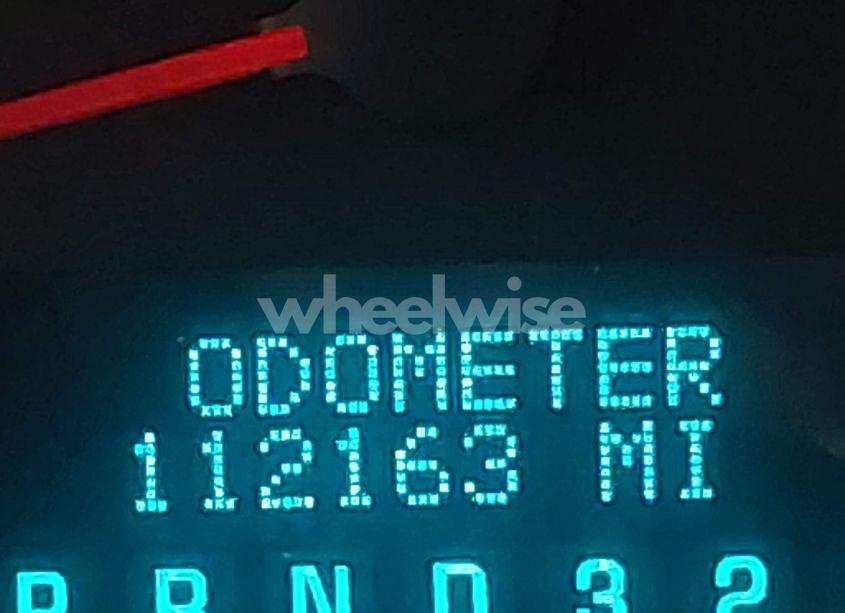 wheelwise
ODOMETER
112163 MI
P R N D 3 2